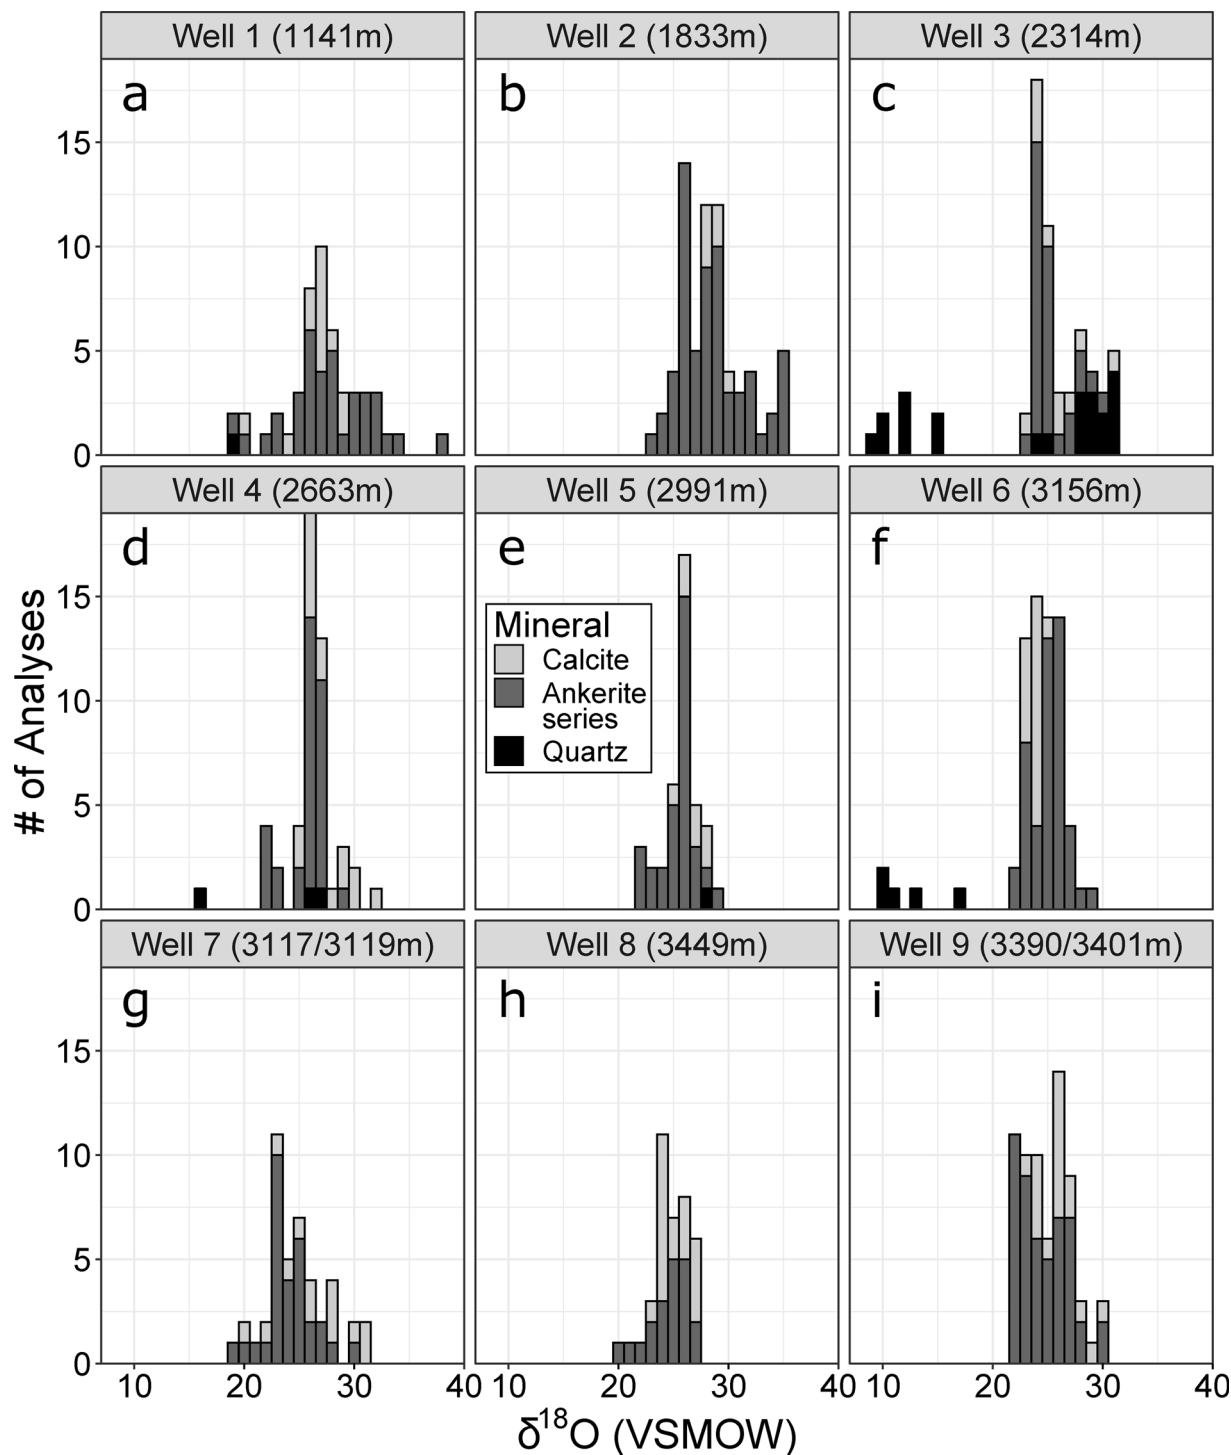 Well 1 (1141m)
Well 2 (1833m)
Well 3 (2314m)
a
b
c
15
10
5
0
Well 4 (2663m)
Well 5 (2991m)
Well 6 (3156m)
d
e
f
15
10
5
0
Mineral
Calcite
Ankerite
series
Quartz
# of Analyses
Well 7 (3117/3119m)
Well 8 (3449m)
Well 9 (3390/3401m)
g
h
i
15
10
5
0
10 20 30 40
10 20 30
10 20 30 40
δ¹⁸O (VSMOW)